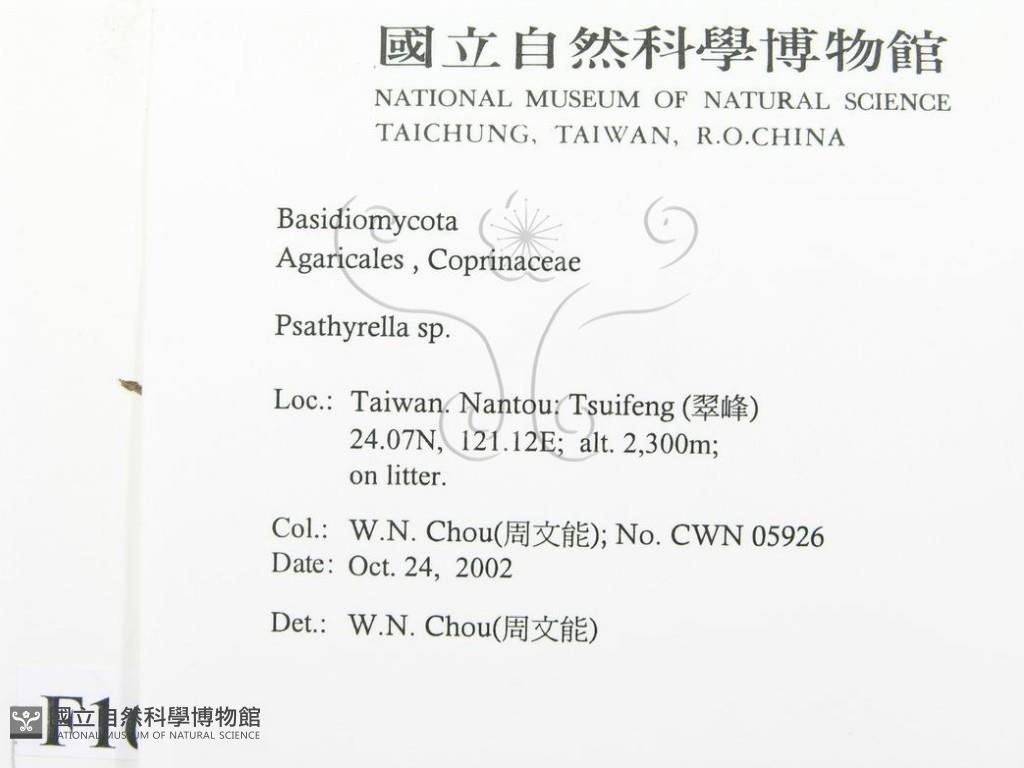 國立自然科學博物館
NATIONAL MUSEUM OF NATURAL SCIENCE
TAICHUNG, TAIWAN, R.O.CHINA
Basidiomycota
Agaricales , Coprinaceae
Psathyrella sp.
Loc.: Taiwan. Nantou: Tsuifeng (翠峰)
24.07N, 121.12E; alt. 2,300m;
on litter.
Col.: W.N. Chou(周文能); No. CWN 05926
Date: Oct. 24, 2002
Det.: W.N. Chou(周文能)
國立自然科學博物館
NATIONAL MUSEUM OF NATURAL SCIENCE